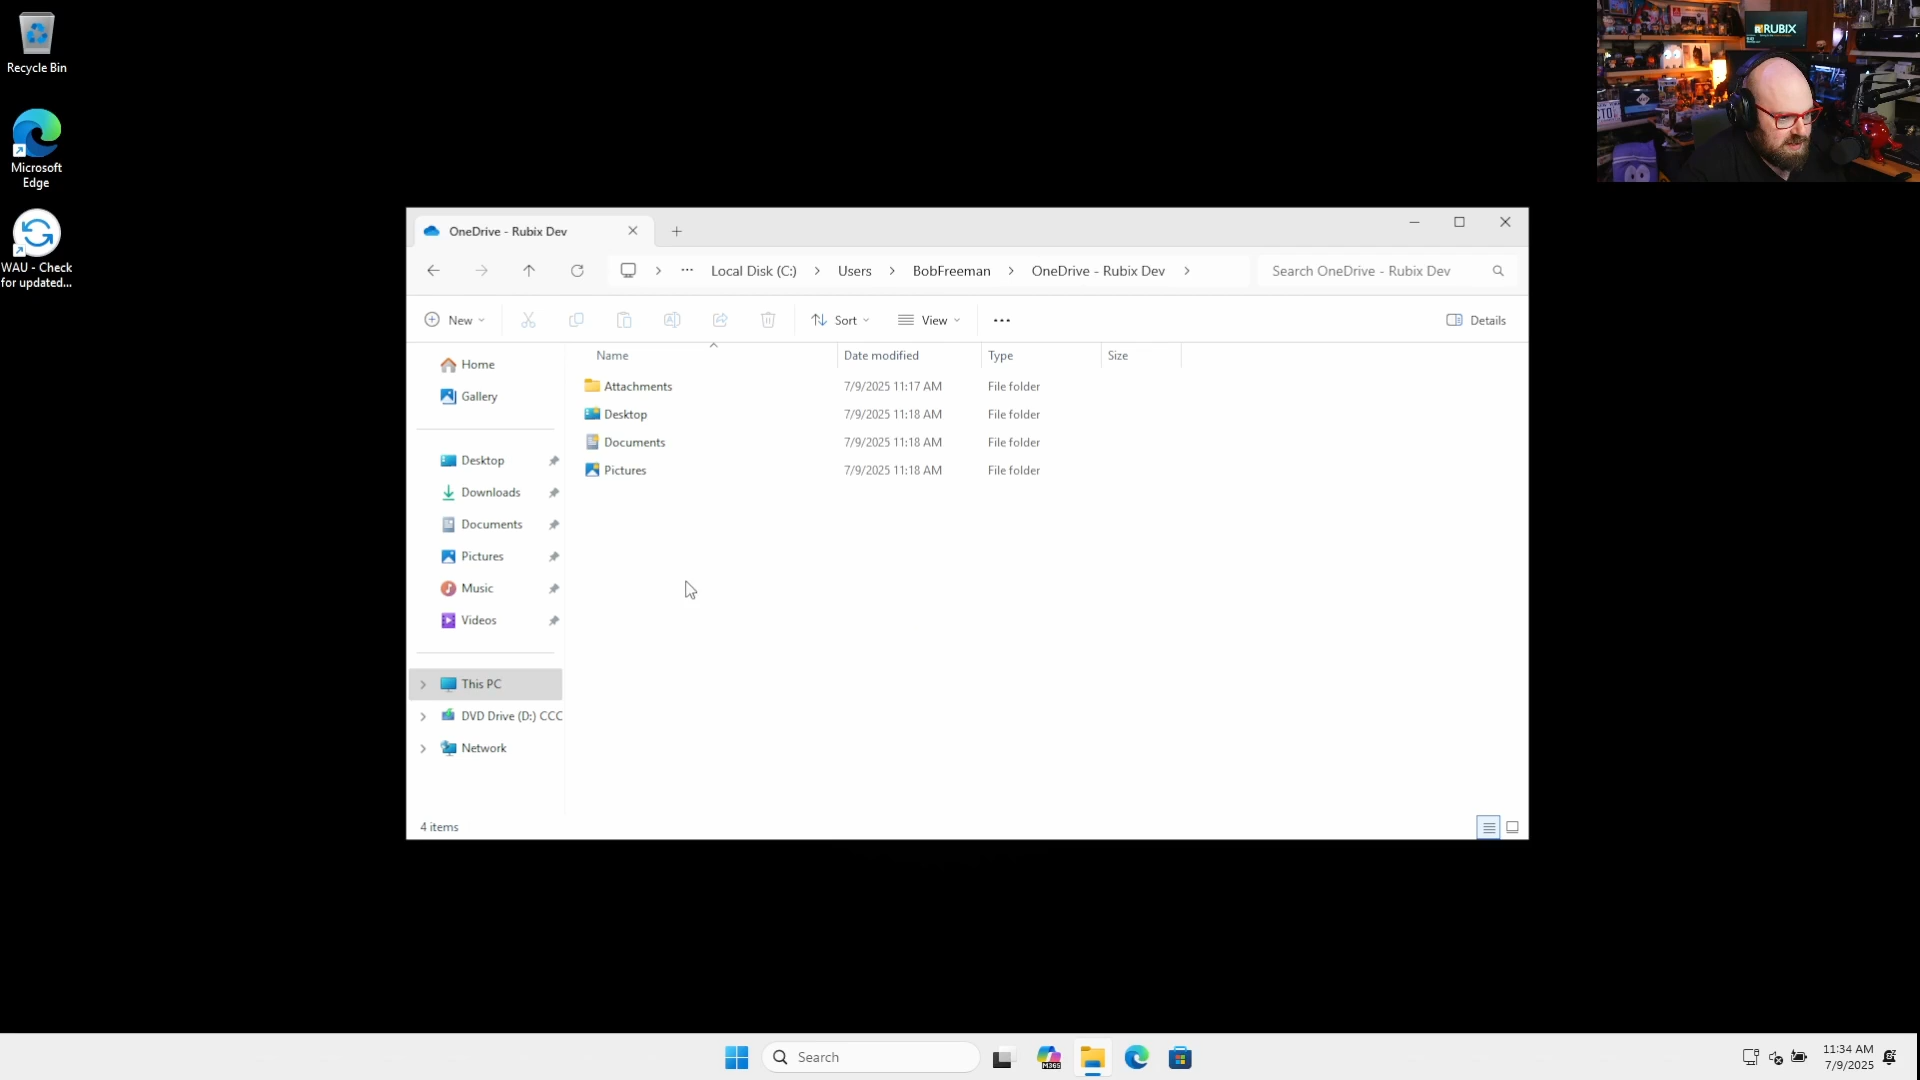 Recycle Bin
Microsoft
Edge
WAU - Check
for updated...
RUBIX
OneDrive - Rubix Dev
Local Disk (C:)
Users
BobFreeman
OneDrive - Rubix Dev
Search OneDrive - Rubix Dev
New
Sort
View
Details
Name
Date modified
Type
Size
Home
Gallery
Desktop
Downloads
Documents
Pictures
Music
Videos
This PC
DVD Drive (D:) CCC
Network
Attachments 7/9/2025 11:17 AM File folder
Desktop 7/9/2025 11:18 AM File folder
Documents 7/9/2025 11:18 AM File folder
Pictures 7/9/2025 11:18 AM File folder
4 items
Search
M365
11:34 AM
7/9/2025